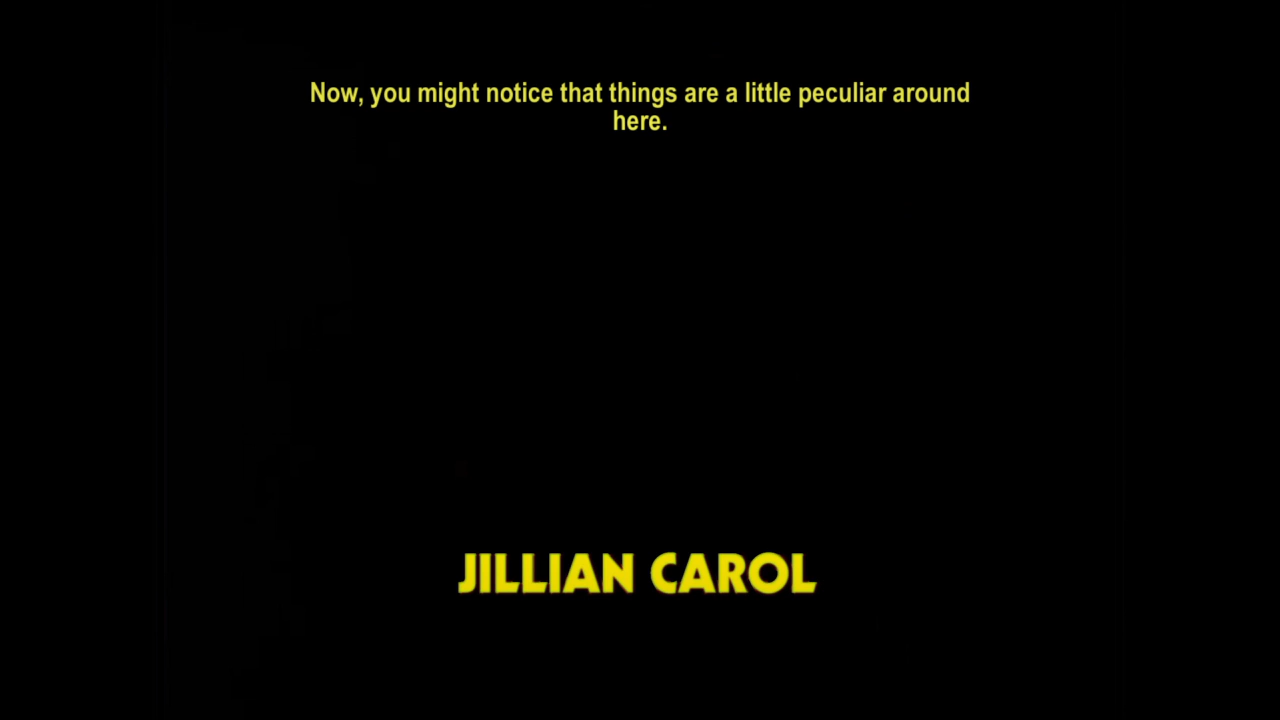 Now, you might notice that things are a little peculiar around
here.
JILLIAN CAROL